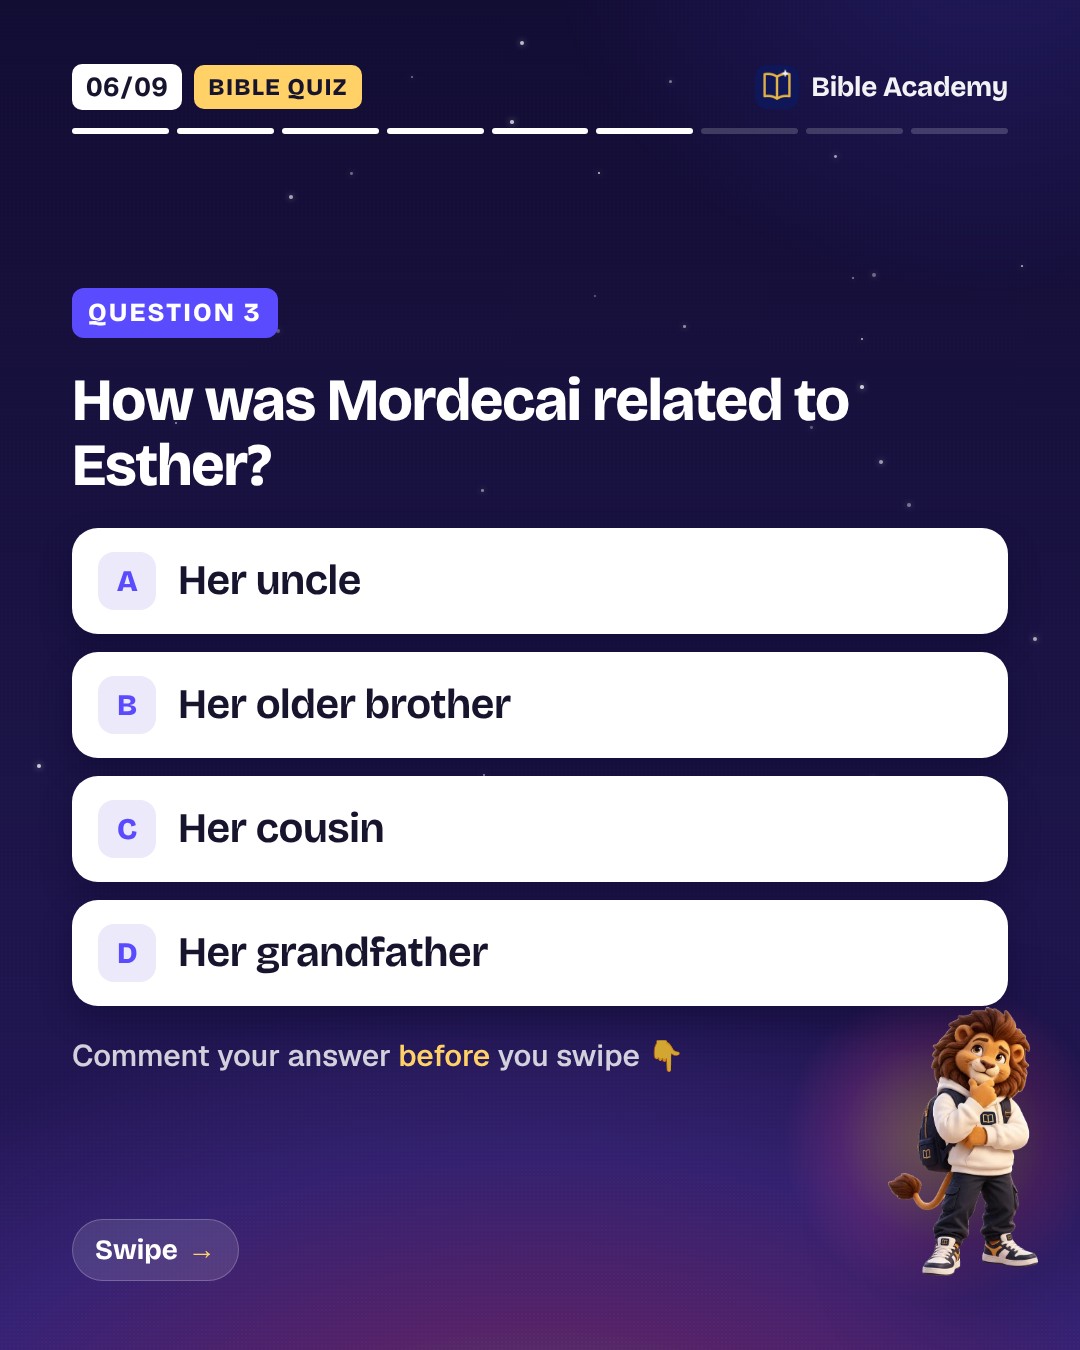 06/09
BIBLE QUIZ
Bible Academy
QUESTION 3
How was Mordecai related to
Esther?
A Her uncle
B Her older brother
C Her cousin
D Her grandfather
Comment your answer before you swipe 👇
Swipe →